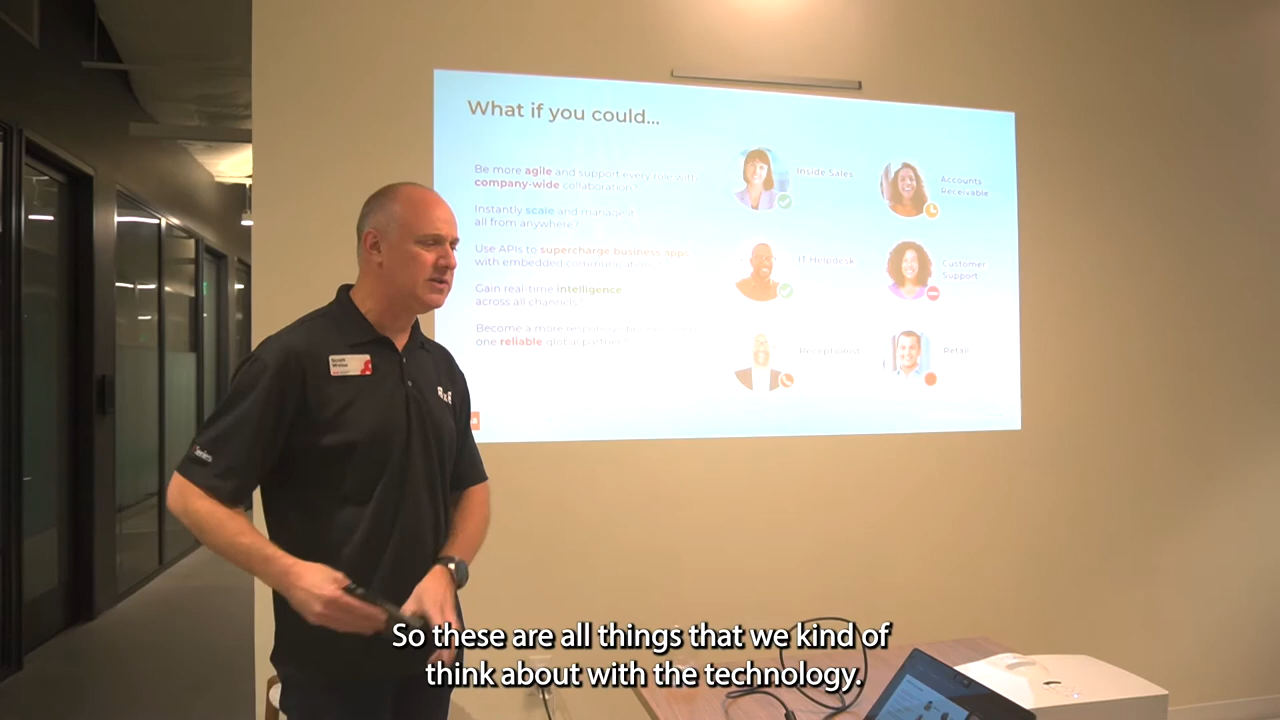 What if you could...
Be more agile and support every role with
company-wide collaboration?
Instantly scale and manage it
all from anywhere?
Use APIs to supercharge business apps
with embedded communications?
Gain real-time intelligence
across all channels?
Become a more responsive
one reliable global partner?
Inside Sales
Accounts
Receivable
IT Helpdesk
Customer
Support
Receptionist
Retail
Scott
8x8
Series
So these are all things that we kind of
think about with the technology.